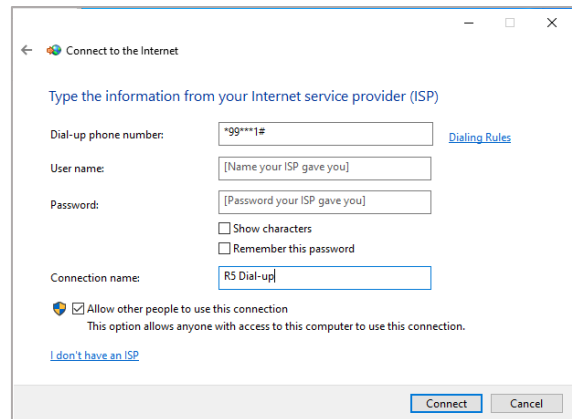 Connect to the Internet
Type the information from your Internet service provider (ISP)
Dial-up phone number: *99***1# Dialing Rules
User name: [Name your ISP gave you]
Password: [Password your ISP gave you]
Show characters
Remember this password
Connection name: R5 Dial-up
Allow other people to use this connection
This option allows anyone with access to this computer to use this connection.
I don't have an ISP
Connect Cancel